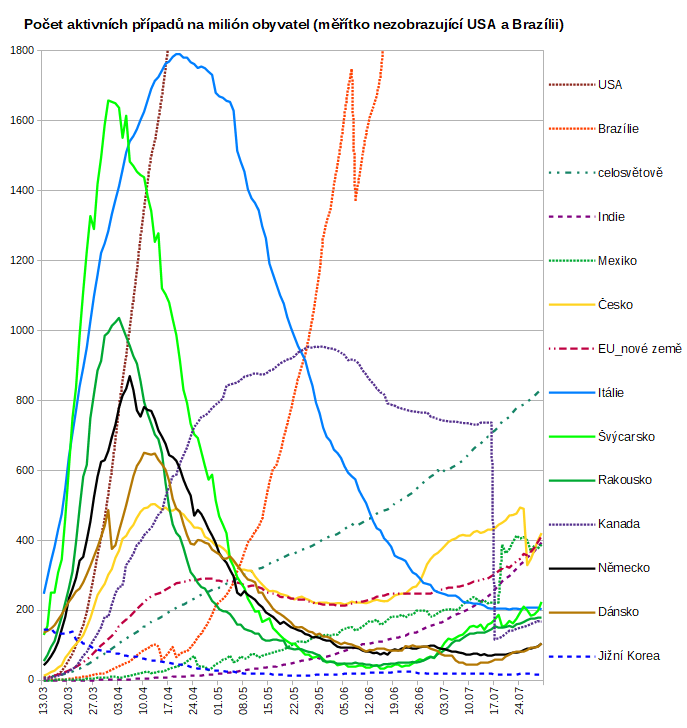 Počet aktivních případů na milión obyvatel (měřítko nezobrazující USA a Brazílii)
1800
1600
1400
1200
1000
800
600
400
200
0
13.03
20.03
27.03
03.04
10.04
17.04
24.04
01.05
08.05
15.05
22.05
29.05
05.06
12.06
19.06
26.06
03.07
10.07
17.07
24.07
USA
Brazílie
celosvětově
Indie
Mexiko
Česko
EU_nové země
Itálie
Švýcarsko
Rakousko
Kanada
Německo
Dánsko
Jižní Korea